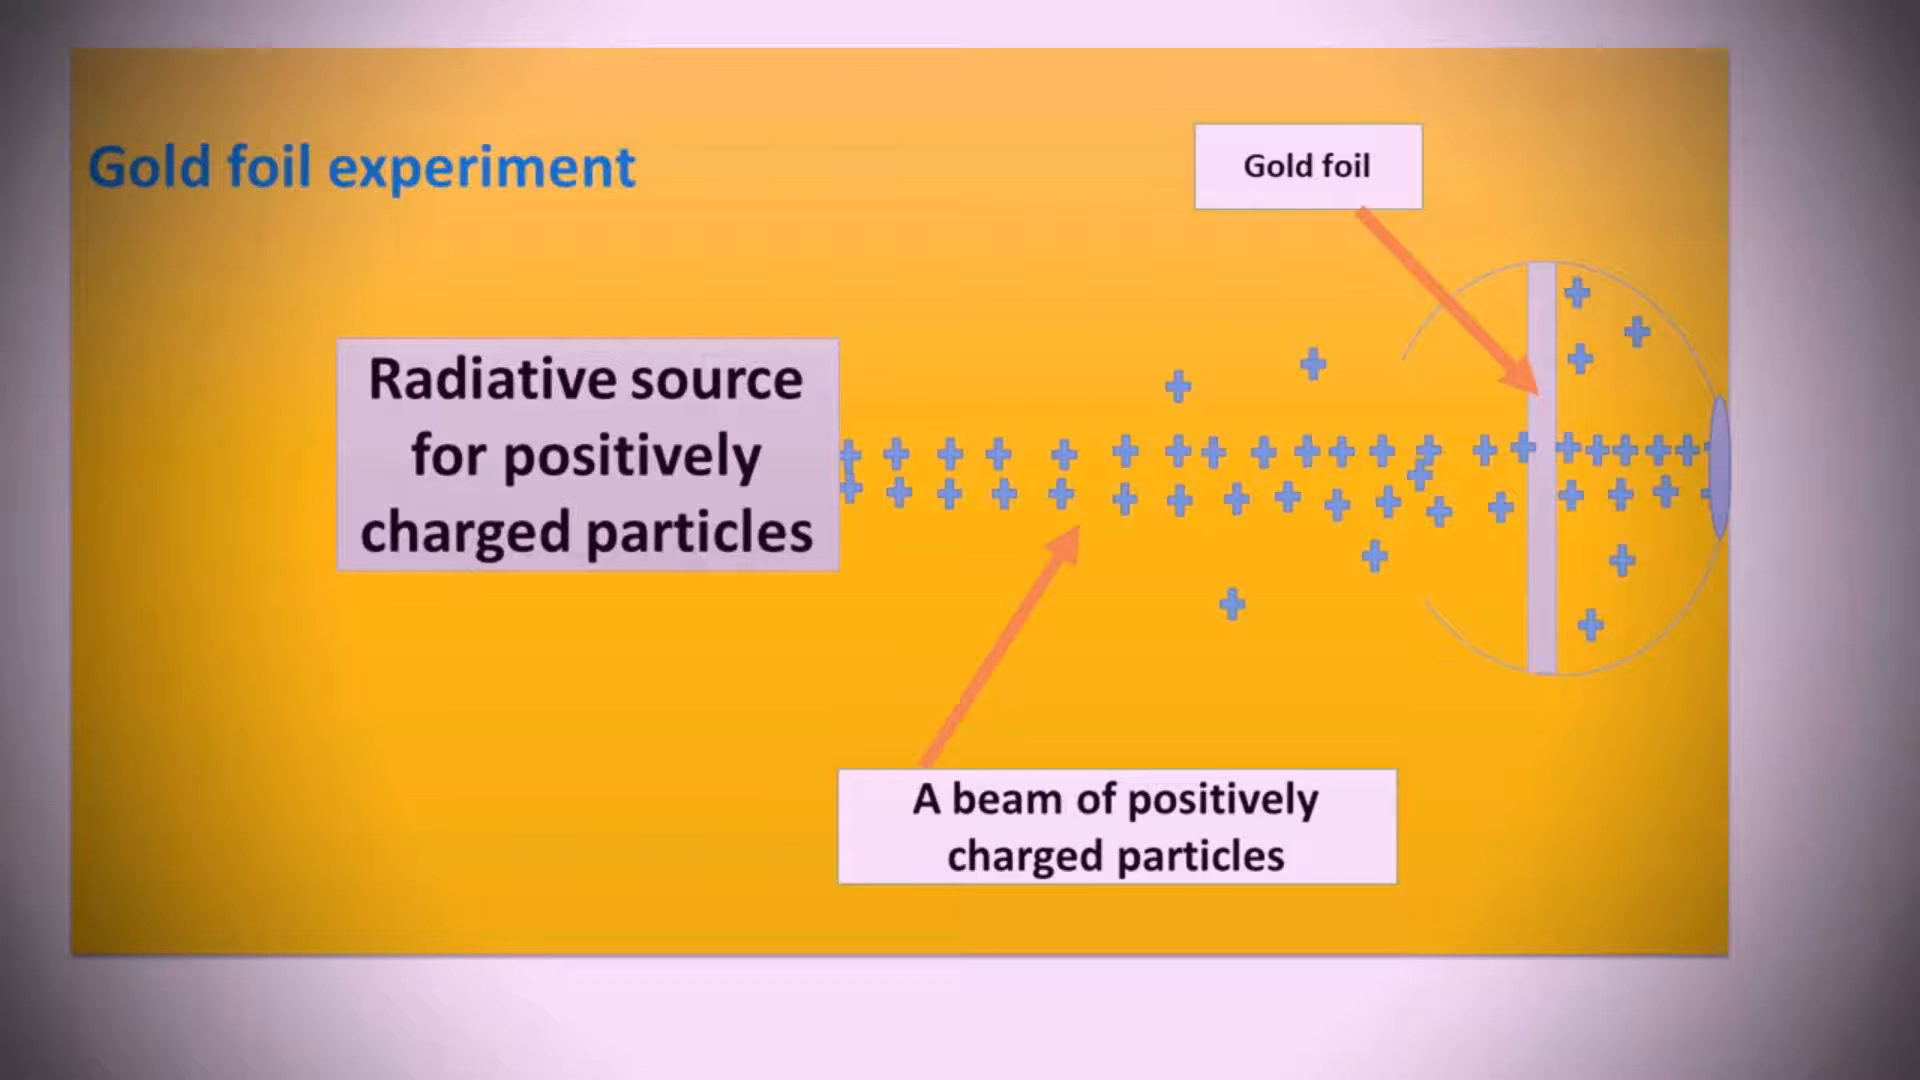 Gold foil experiment
Gold foil
Radiative source
for positively
charged particles
A beam of positively
charged particles